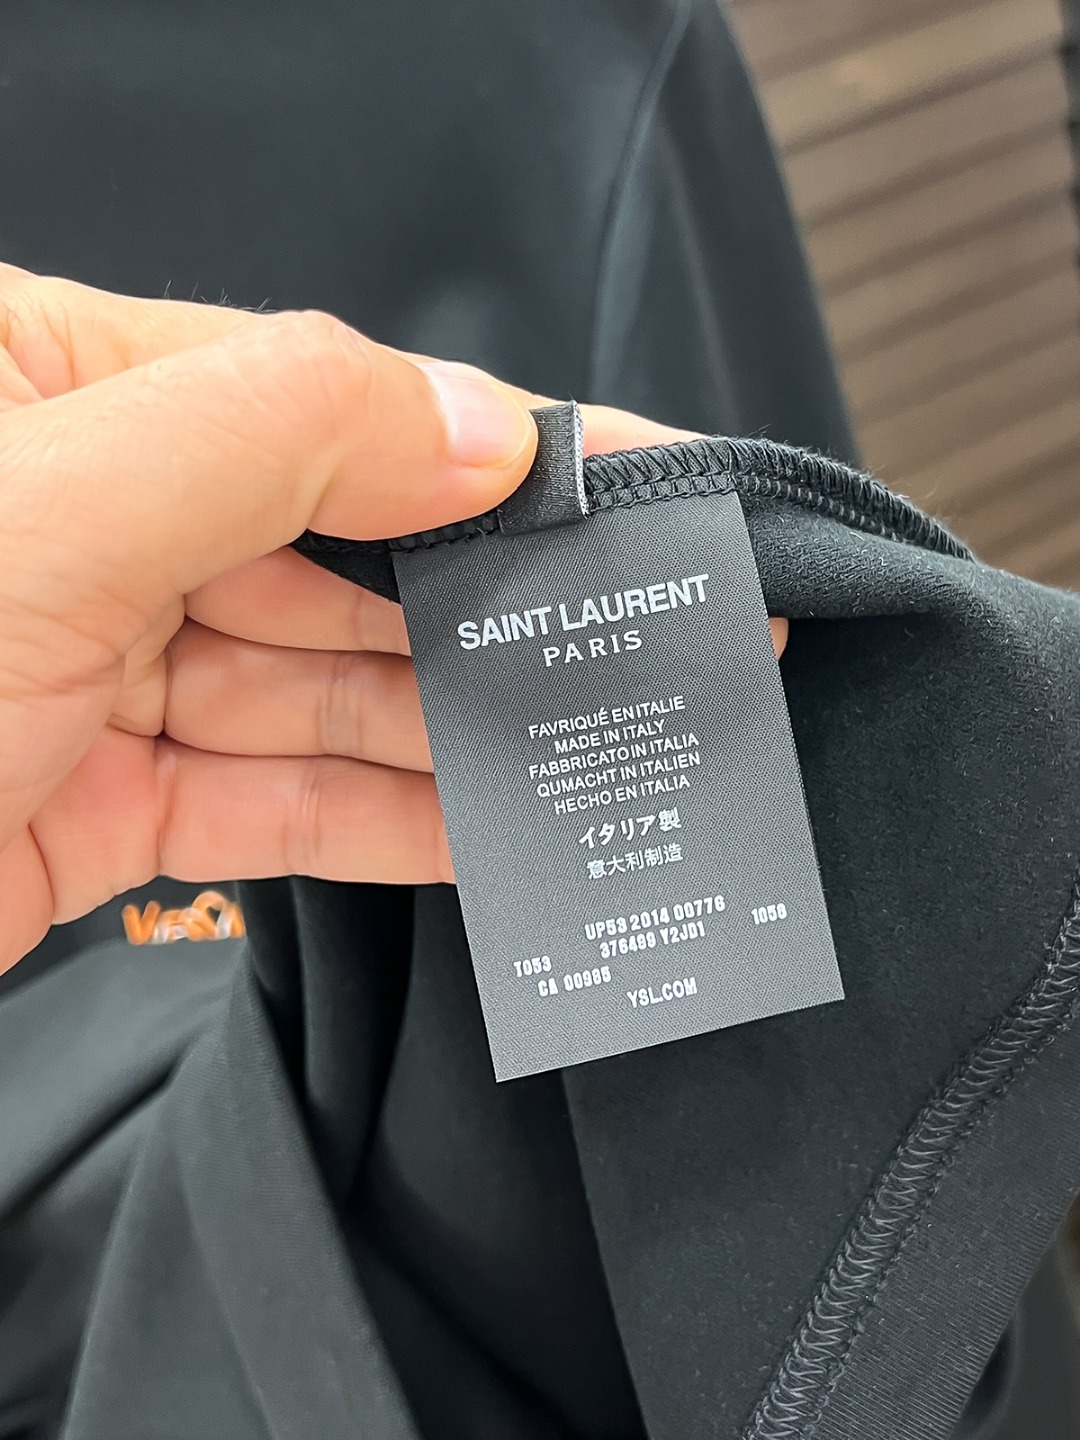 SAINT LAURENT
PARIS
FAVRIQUÉ EN ITALIE
MADE IN ITALY
FABBRICATO IN ITALIA
QUMACHT IN ITALIEN
HECHO EN ITALIA
イタリア製
意大利制造
UP53 2014 00776 1058
T053 376499 Y2JD1
CA 00985
YSL.COM